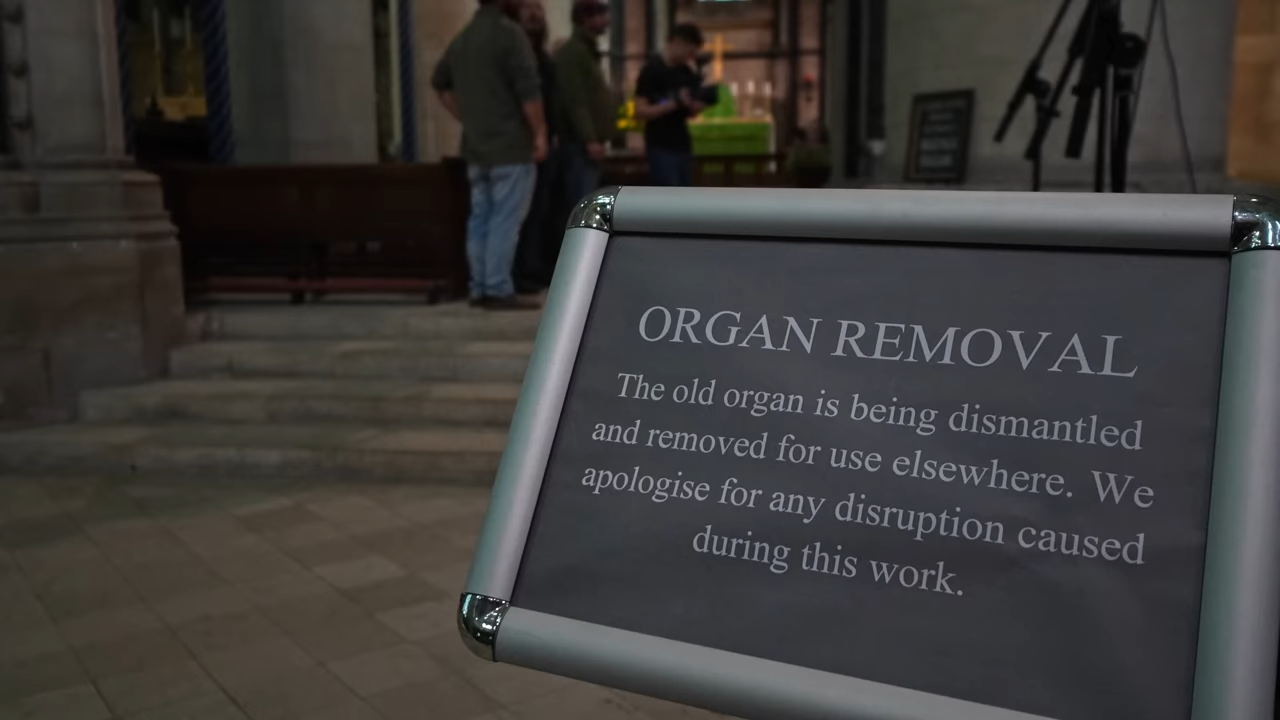 ORGAN REMOVAL
The old organ is being dismantled
and removed for use elsewhere. We
apologise for any disruption caused
during this work.